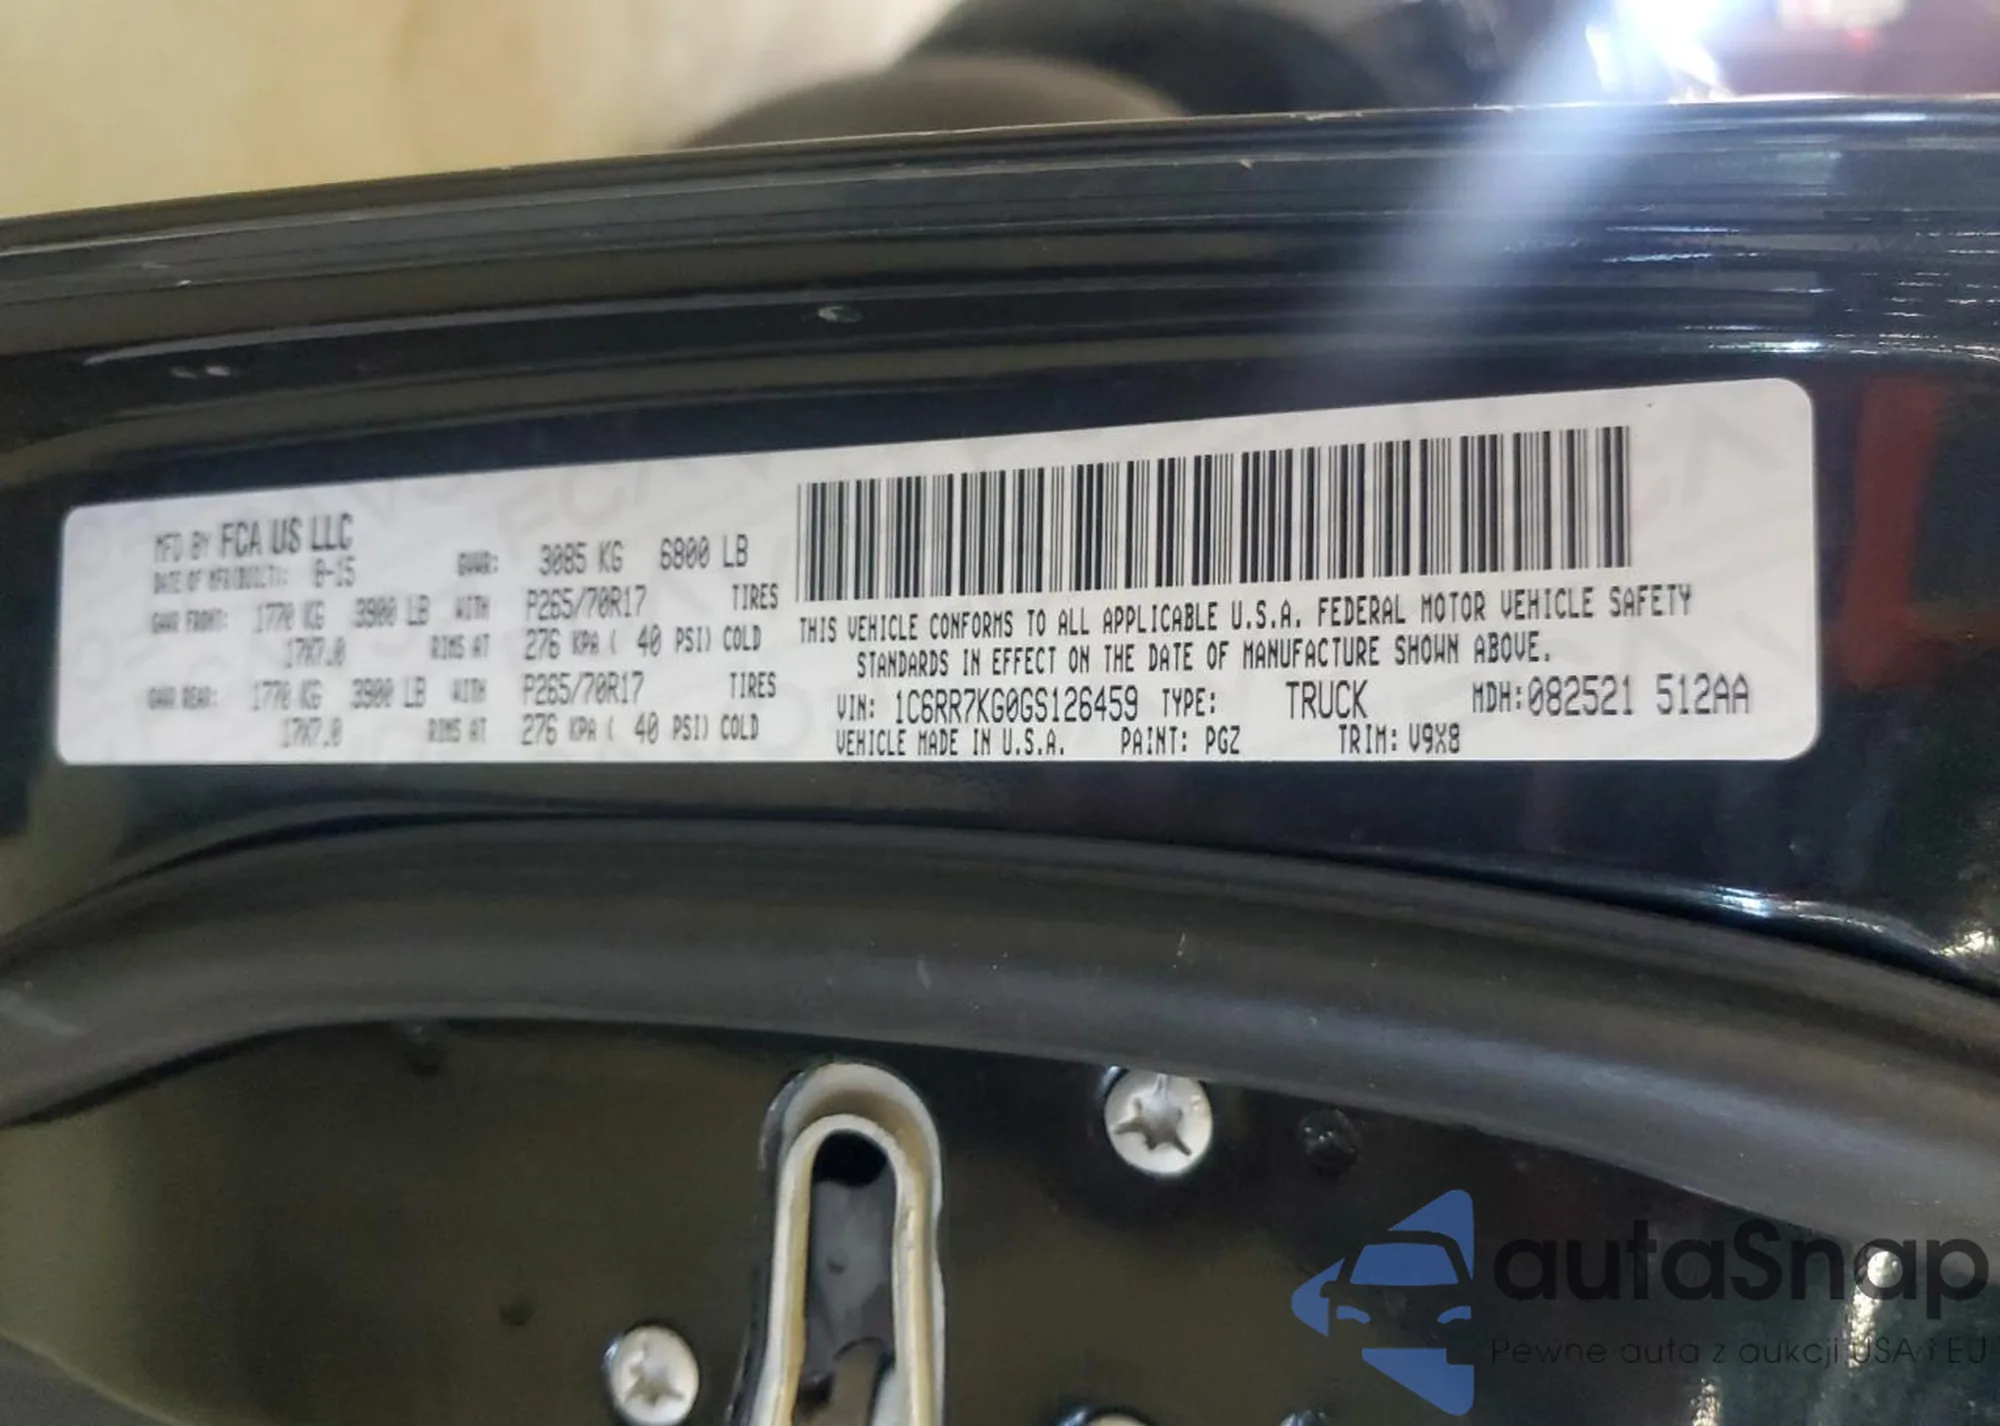 MFD BY FCA US LLC
DATE OF MFR(BUILT): 8-15 GVWR: 3085 KG 6800 LB
GAWR FRONT: 1770 KG 3900 LB WITH P265/70R17 TIRES
17X7.0 RIMS AT 276 KPA ( 40 PSI) COLD
GAWR REAR: 1770 KG 3900 LB WITH P265/70R17 TIRES
17X7.0 RIMS AT 276 KPA ( 40 PSI) COLD
THIS VEHICLE CONFORMS TO ALL APPLICABLE U.S.A. FEDERAL MOTOR VEHICLE SAFETY
STANDARDS IN EFFECT ON THE DATE OF MANUFACTURE SHOWN ABOVE.
VIN: 1C6RR7KG0GS126459 TYPE: TRUCK MDH:082521 512AA
VEHICLE MADE IN U.S.A. PAINT: PGZ TRIM: V9X8
autaSnap
Pewne auta z aukcji USA i EU